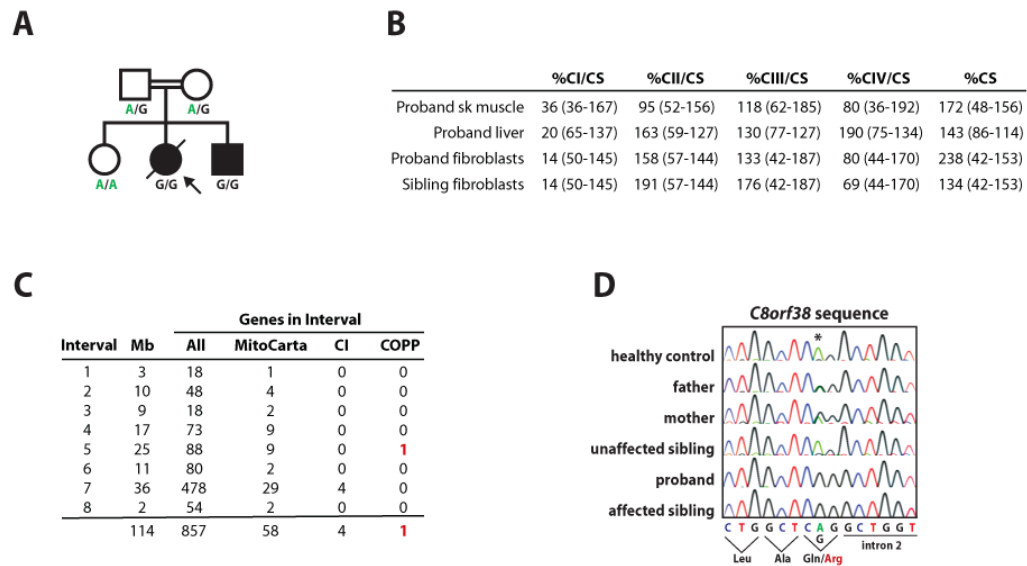 A
A/G A/G
A/A G/G G/G
B
%CI/CS %CII/CS %CIII/CS %CIV/CS %CS
Proband sk muscle 36 (36-167) 95 (52-156) 118 (62-185) 80 (36-192) 172 (48-156)
Proband liver 20 (65-137) 163 (59-127) 130 (77-127) 190 (75-134) 143 (86-114)
Proband fibroblasts 14 (50-145) 158 (57-144) 133 (42-187) 80 (44-170) 238 (42-153)
Sibling fibroblasts 14 (50-145) 191 (57-144) 176 (42-187) 69 (44-170) 134 (42-153)
C
Genes in Interval
Interval Mb All MitoCarta CI COPP
1 3 18 1 0 0
2 10 48 4 0 0
3 9 18 2 0 0
4 17 73 9 0 0
5 25 88 9 0 1
6 11 80 2 0 0
7 36 478 29 4 0
8 2 54 2 0 0
114 857 58 4 1
D
C8orf38 sequence
*
healthy control
father
mother
unaffected sibling
proband
affected sibling
C T G G C T C A G G C T G G T
G
Leu Ala Gln/Arg intron 2